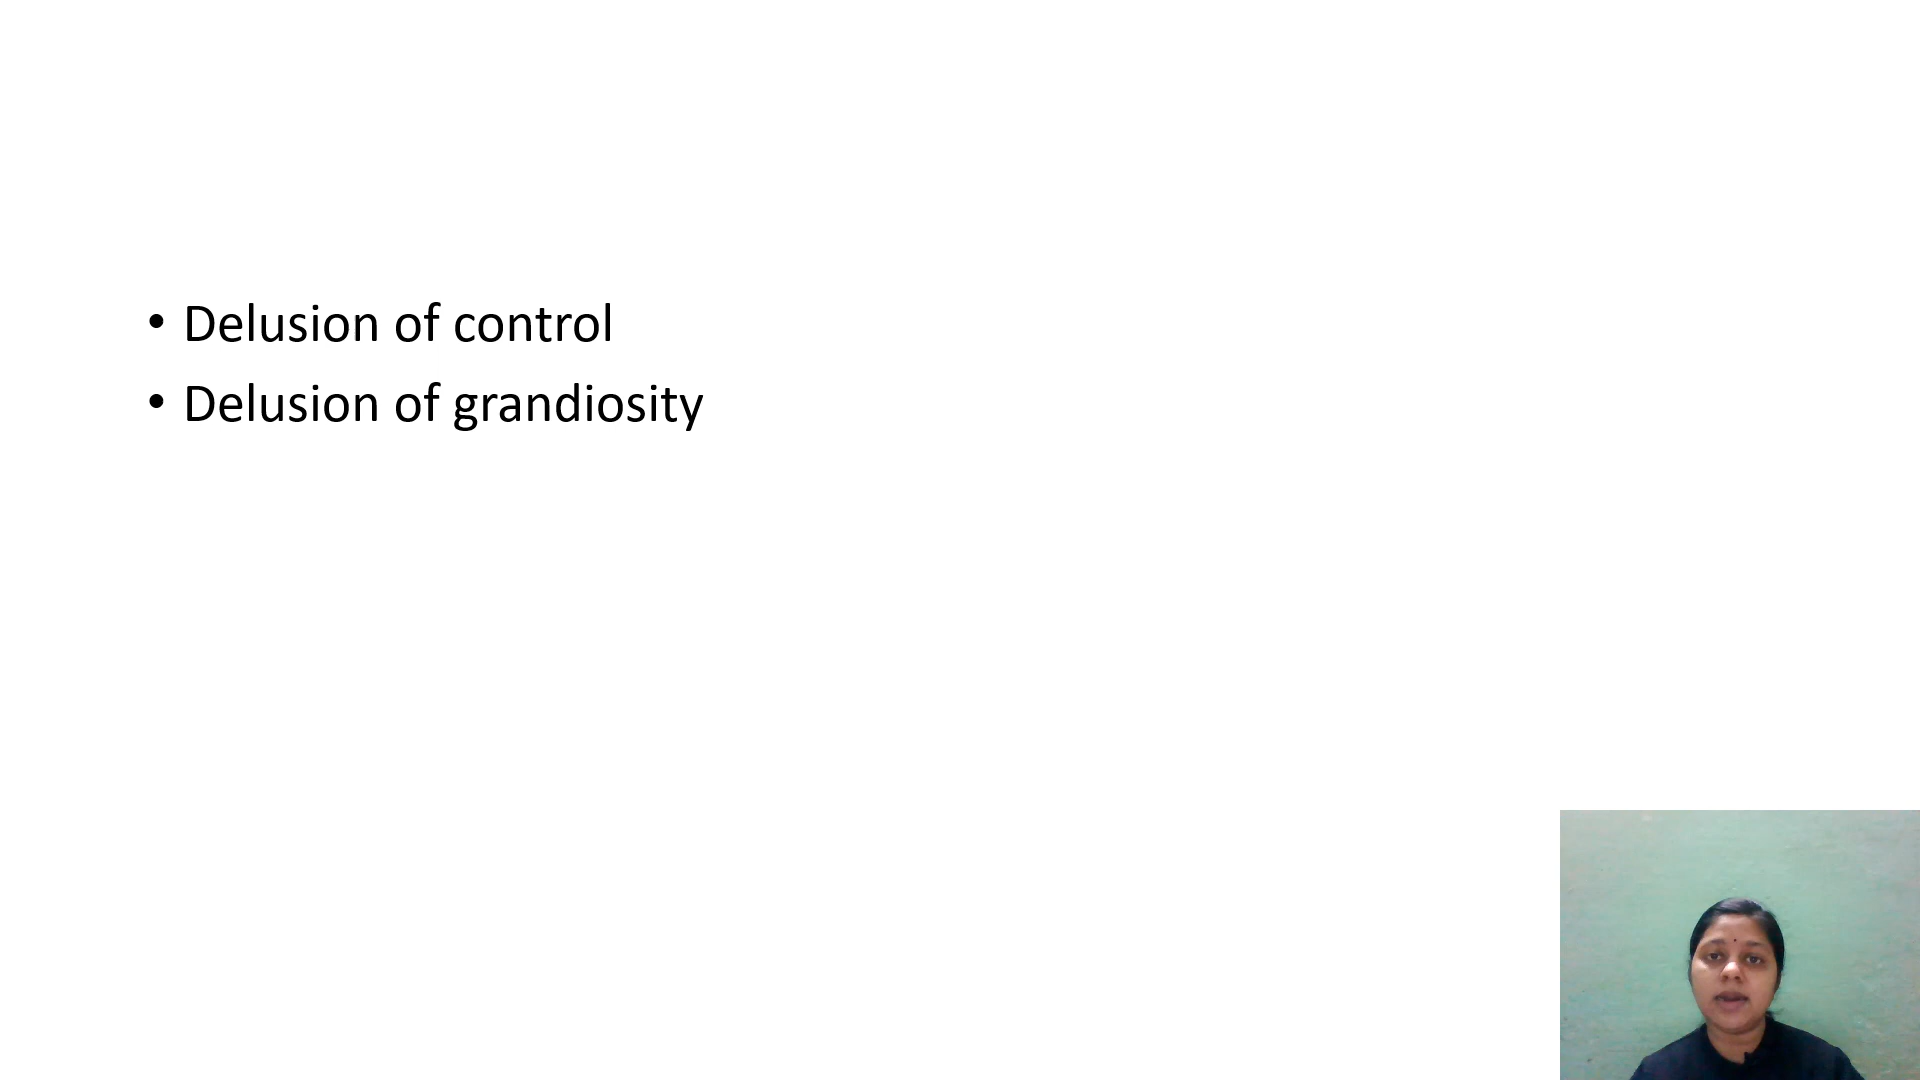 • Delusion of control
• Delusion of grandiosity